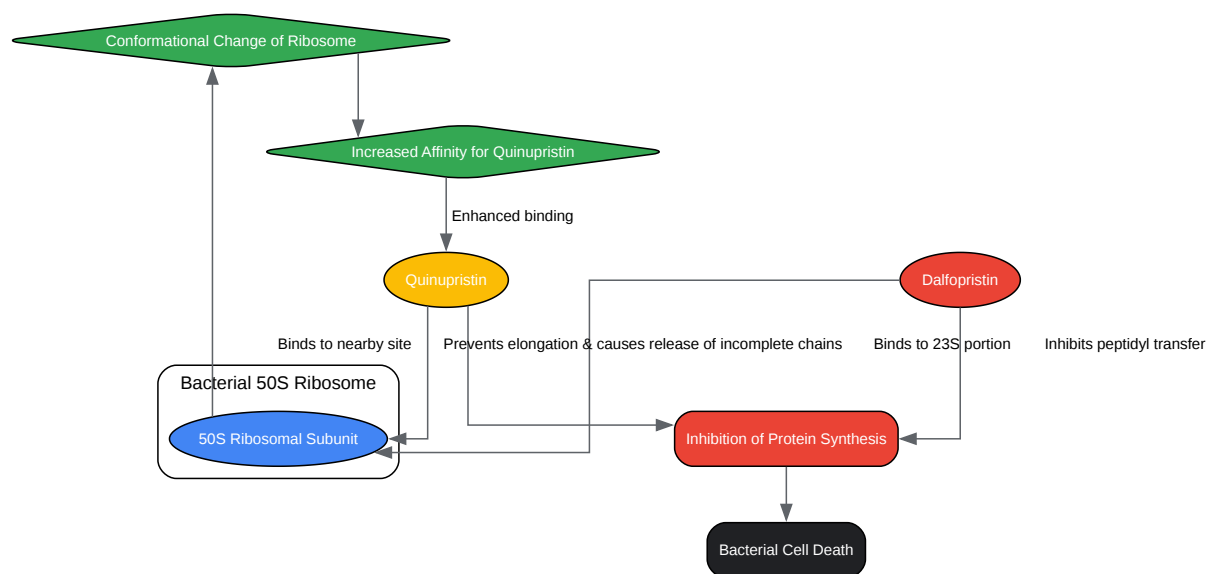 Conformational Change of Ribosome
Increased Affinity for Quinupristin
Enhanced binding
Quinupristin
Dalfopristin
Binds to nearby site
Prevents elongation & causes release of incomplete chains
Binds to 23S portion
Inhibits peptidyl transfer
Bacterial 50S Ribosome
50S Ribosomal Subunit
Inhibition of Protein Synthesis
Bacterial Cell Death